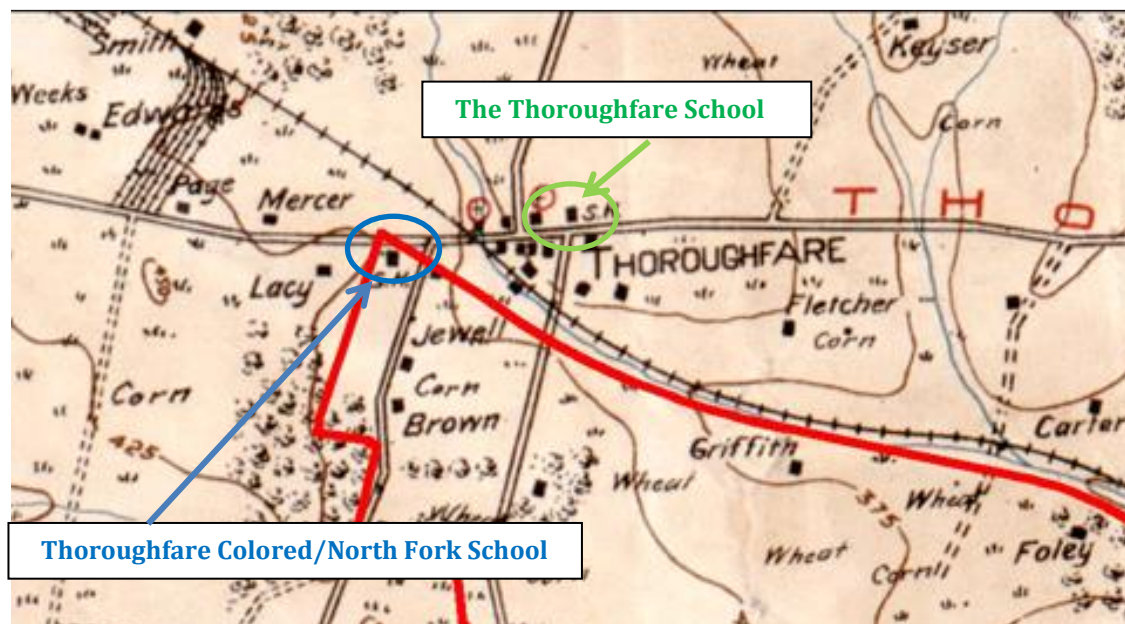 Smith
Keyser
Wheat
Weeks
Edwards
The Thoroughfare School
Corn
Page
Mercer
S.H.
T H O
THOROUGHFARE
Lacy
S.H.
Fletcher
Corn
Jewell
Corn
Corn
Brown
Carter
425
Griffith
Wheat
375
Wheat
Thoroughfare Colored/North Fork School
Wheat
Foley
Corn